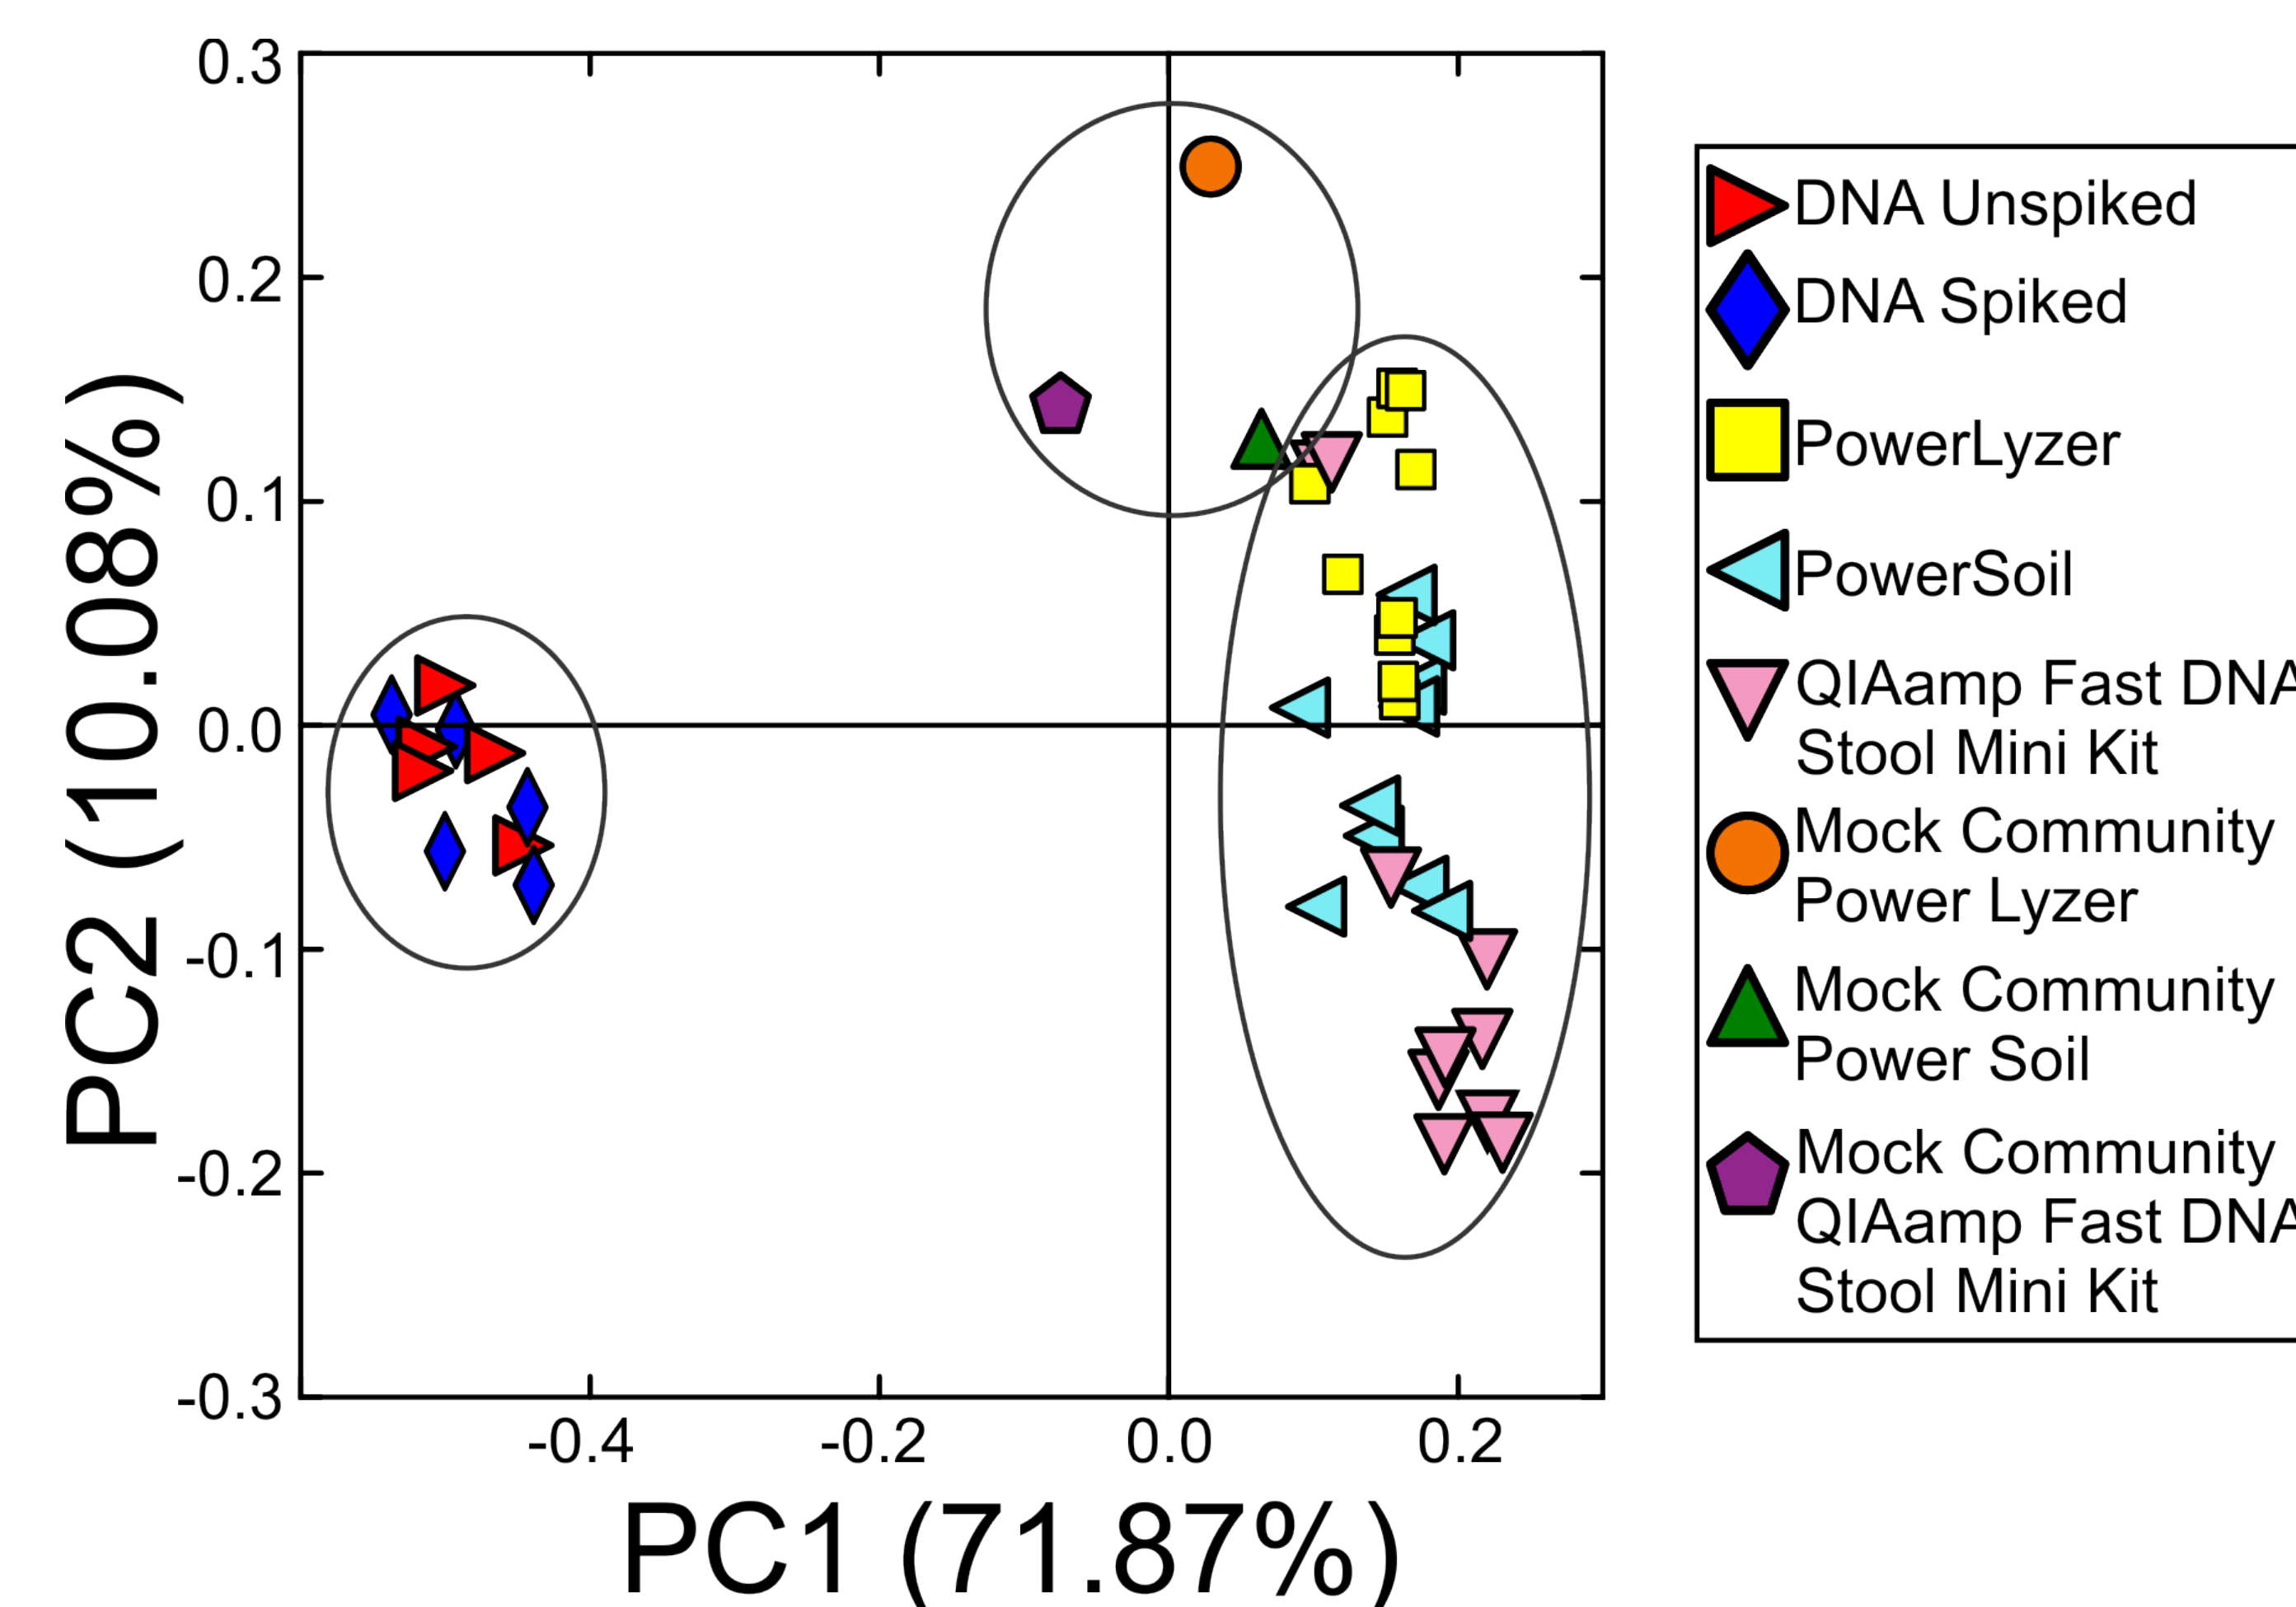 0.3
0.2
0.1
0.0
-0.1
-0.2
-0.3
PC2 (10.08%)
-0.4
-0.2
0.0
0.2
PC1 (71.87%)
DNA Unspiked
DNA Spiked
PowerLyzer
PowerSoil
QIAamp Fast DNA
Stool Mini Kit
Mock Community
Power Lyzer
Mock Community
Power Soil
Mock Community
QIAamp Fast DNA
Stool Mini Kit